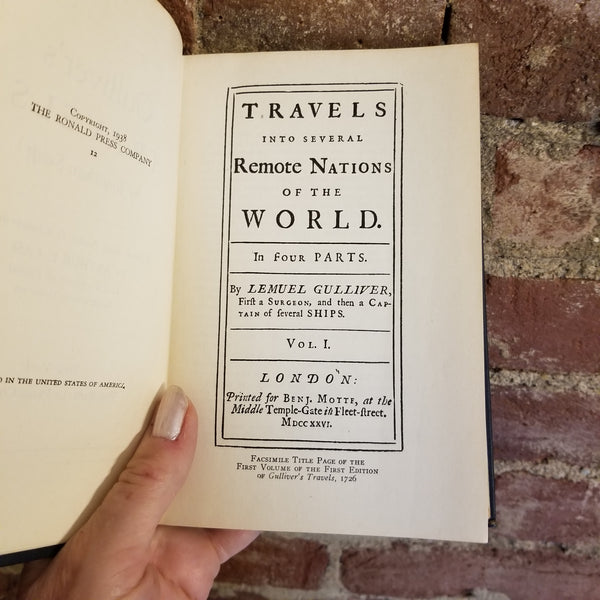 COPYRIGHT, 1938
THE RONALD PRESS COMPANY
12
D IN THE UNITED STATES OF AMERICA.
TRAVELS
INTO SEVERAL
Remote NATIONS
OF THE
WORLD.
In FOUR PARTS.
By LEMUEL GULLIVER,
Firſt a SURGEON, and then a CAP-
TAIN of ſeveral SHIPS.
VOL. I.
LONDON:
Printed for BENJ. MOTTE, at the
Middle Temple-Gate in Fleet-ſtreet.
MDCCXXVI.
FACSIMILE TITLE PAGE OF THE
FIRST VOLUME OF THE FIRST EDITION
OF Gulliver's Travels, 1726